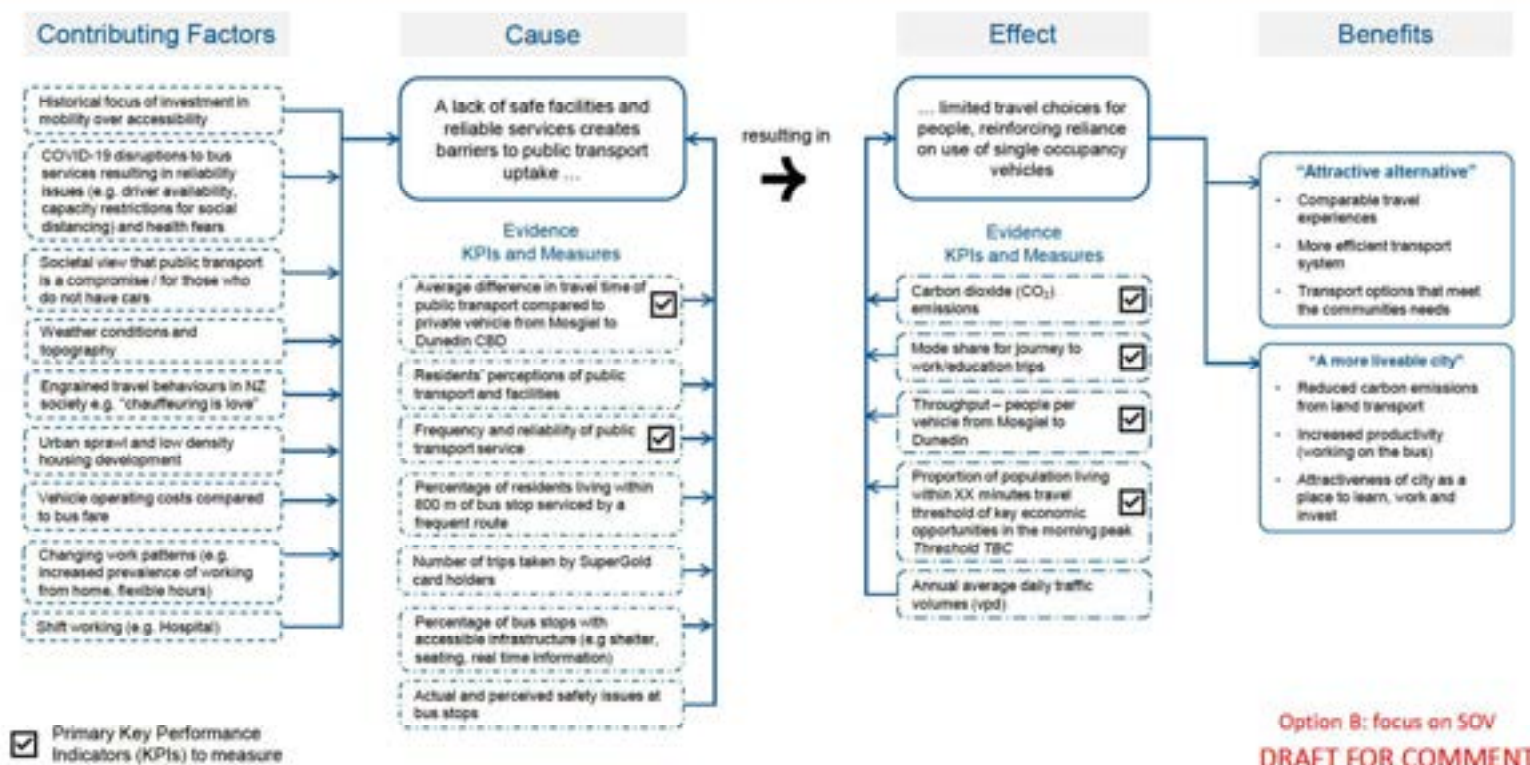 Contributing Factors
Historical focus of investment in
mobility over accessibility
COVID-19 disruptions to bus
services resulting in reliability
issues (e.g. driver availability,
capacity restrictions for social
distancing) and health fears
Societal view that public transport
is a compromise / for those who
do not have cars
Weather conditions and
topography
Engrained travel behaviours in NZ
society e.g. “chauffeuring is love”
Urban sprawl and low density
housing development
Vehicle operating costs compared
to bus fare
Changing work patterns (e.g.
increased prevalence of working
from home, flexible hours)
Shift working (e.g. Hospital)
Primary Key Performance
Indicators (KPIs) to measure
Cause
A lack of safe facilities and
reliable services creates
barriers to public transport
uptake ...
Evidence
KPIs and Measures
Average difference in travel time of
public transport compared to
private vehicle from Mosgiel to
Dunedin CBD
Residents’ perceptions of public
transport and facilities
Frequency and reliability of public
transport service
Percentage of residents living within
800 m of bus stop serviced by a
frequent route
Number of trips taken by SuperGold
card holders
Percentage of bus stops with
accessible infrastructure (e.g shelter,
seating, real time information)
Actual and perceived safety issues at
bus stops
resulting in
Effect
... limited travel choices for
people, reinforcing reliance
on use of single occupancy
vehicles
Evidence
KPIs and Measures
Carbon dioxide (CO₂)
emissions
Mode share for journey to
work/education trips
Throughput – people per
vehicle from Mosgiel to
Dunedin
Proportion of population living
within XX minutes travel
threshold of key economic
opportunities in the morning peak
Threshold TBC
Annual average daily traffic
volumes (vpd)
Benefits
“Attractive alternative”
• Comparable travel
experiences
• More efficient transport
system
• Transport options that meet
the communities needs
“A more liveable city”
• Reduced carbon emissions
from land transport
• Increased productivity
(working on the bus)
• Attractiveness of city as a
place to learn, work and
invest
Option B: focus on SOV
DRAFT FOR COMMENT